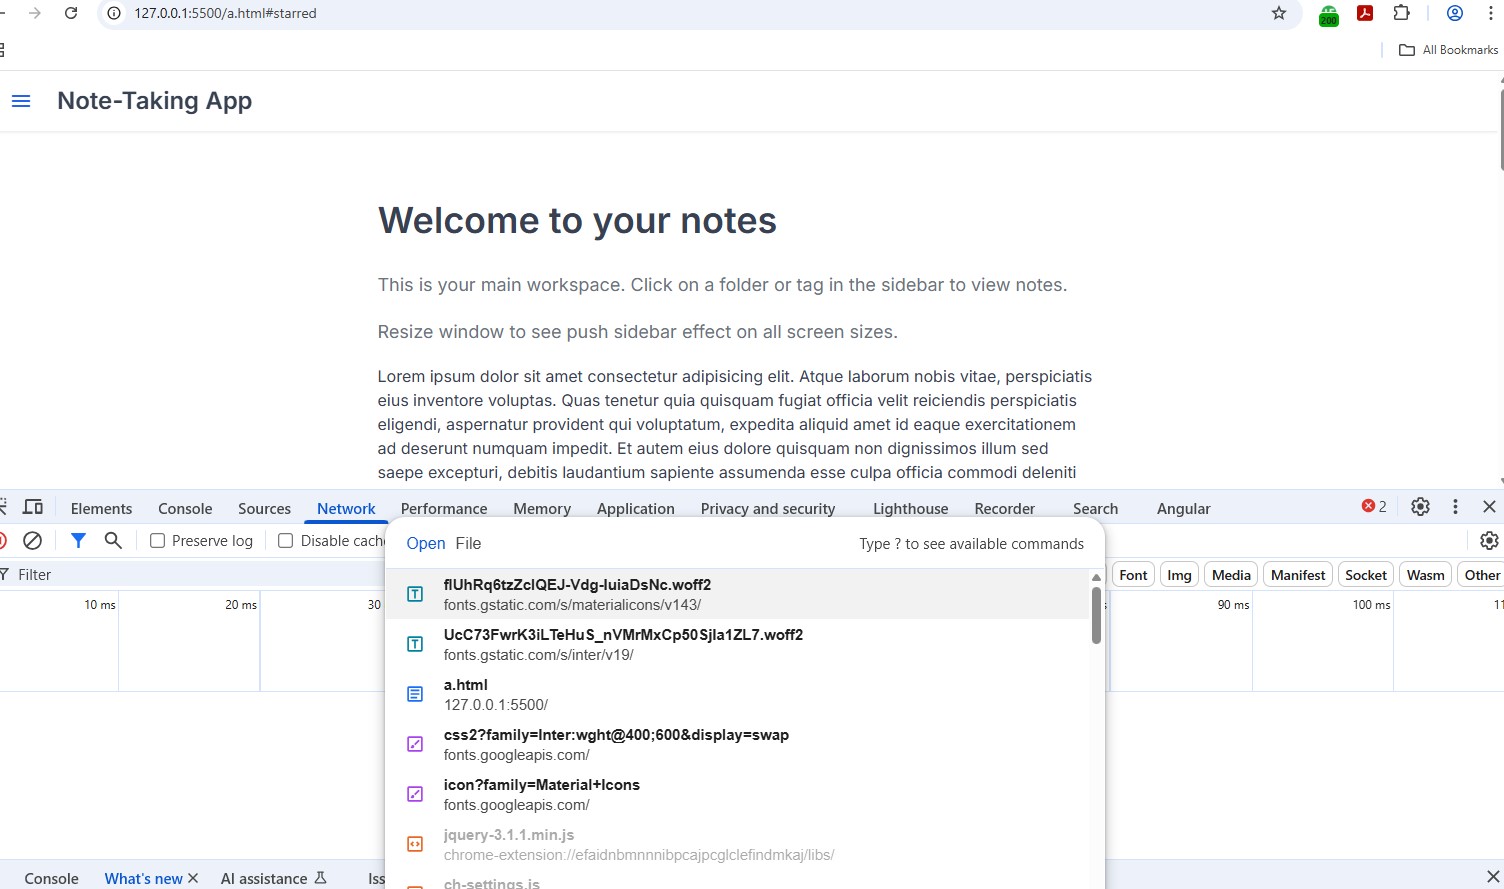 127.0.0.1:5500/a.html#starred
200
All Bookmarks
Note-Taking App
Welcome to your notes
This is your main workspace. Click on a folder or tag in the sidebar to view notes.
Resize window to see push sidebar effect on all screen sizes.
Lorem ipsum dolor sit amet consectetur adipisicing elit. Atque laborum nobis vitae, perspiciatis
eius inventore voluptas. Quas tenetur quia quisquam fugiat officia velit reiciendis perspiciatis
eligendi, aspernatur provident qui voluptatum, expedita aliquid amet id eaque exercitationem
ad deserunt numquam impedit. Et autem eius dolore quisquam non dignissimos illum sed
saepe excepturi, debitis laudantium sapiente assumenda esse culpa officia commodi deleniti
Elements Console Sources Network Performance Memory Application Privacy and security Lighthouse Recorder Search Angular 2
Preserve log Disable cache
Open File Type ? to see available commands
Filter Font Img Media Manifest Socket Wasm Other
10 ms 20 ms 30 90 ms 100 ms 11
flUhRq6tzZclQEJ-Vdg-IuiaDsNc.woff2
fonts.gstatic.com/s/materialicons/v143/
UcC73FwrK3iLTeHuS_nVMrMxCp50SjIa1ZL7.woff2
fonts.gstatic.com/s/inter/v19/
a.html
127.0.0.1:5500/
css2?family=Inter:wght@400;600&display=swap
fonts.googleapis.com/
icon?family=Material+Icons
fonts.googleapis.com/
jquery-3.1.1.min.js
chrome-extension://efaidnbmnnnibpcajpcglclefindmkaj/libs/
ch-settings.js
Console What's new AI assistance Iss